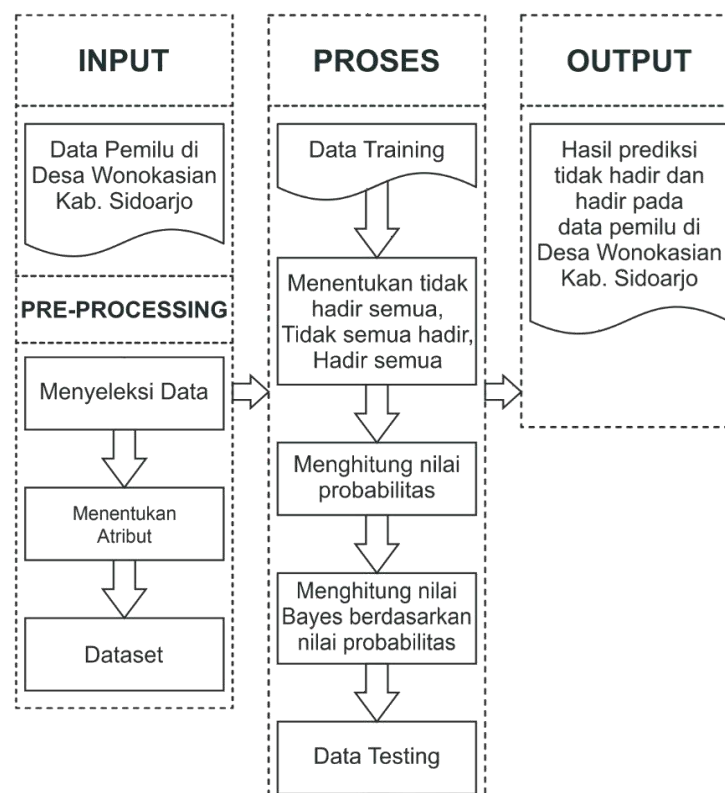 INPUT
Data Pemilu di
Desa Wonokasian
Kab. Sidoarjo
PRE-PROCESSING
Menyeleksi Data
Menentukan
Atribut
Dataset
PROSES
Data Training
Menentukan tidak
hadir semua,
Tidak semua hadir,
Hadir semua
Menghitung nilai
probabilitas
Menghitung nilai
Bayes berdasarkan
nilai probabilitas
Data Testing
OUTPUT
Hasil prediksi
tidak hadir dan
hadir pada
data pemilu di
Desa Wonokasian
Kab. Sidoarjo